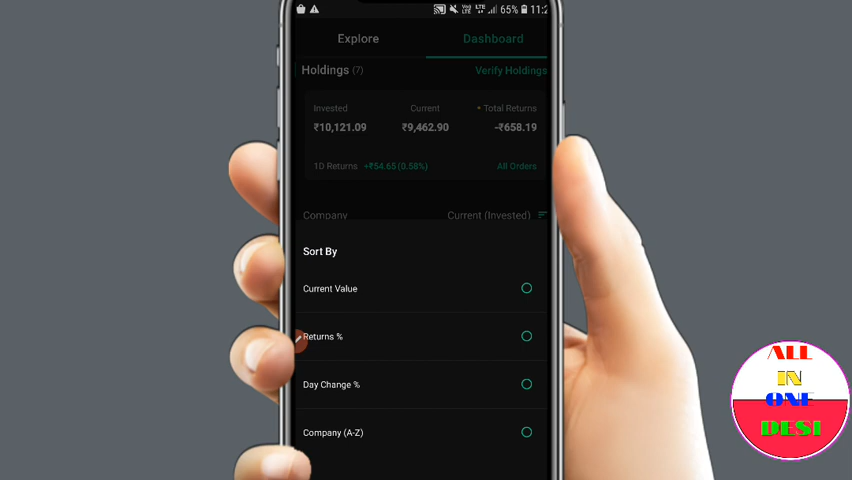 65% 11:2
Explore Dashboard
Holdings (7) Verify Holdings
Invested Current Total Returns
₹10,121.09 ₹9,462.90 -₹658.19
1D Returns +₹54.65 (0.58%) All Orders
Company Current (Invested)
Sort By
Current Value
Returns %
Day Change %
Company (A-Z)
ALL
IN
ONE
DESI